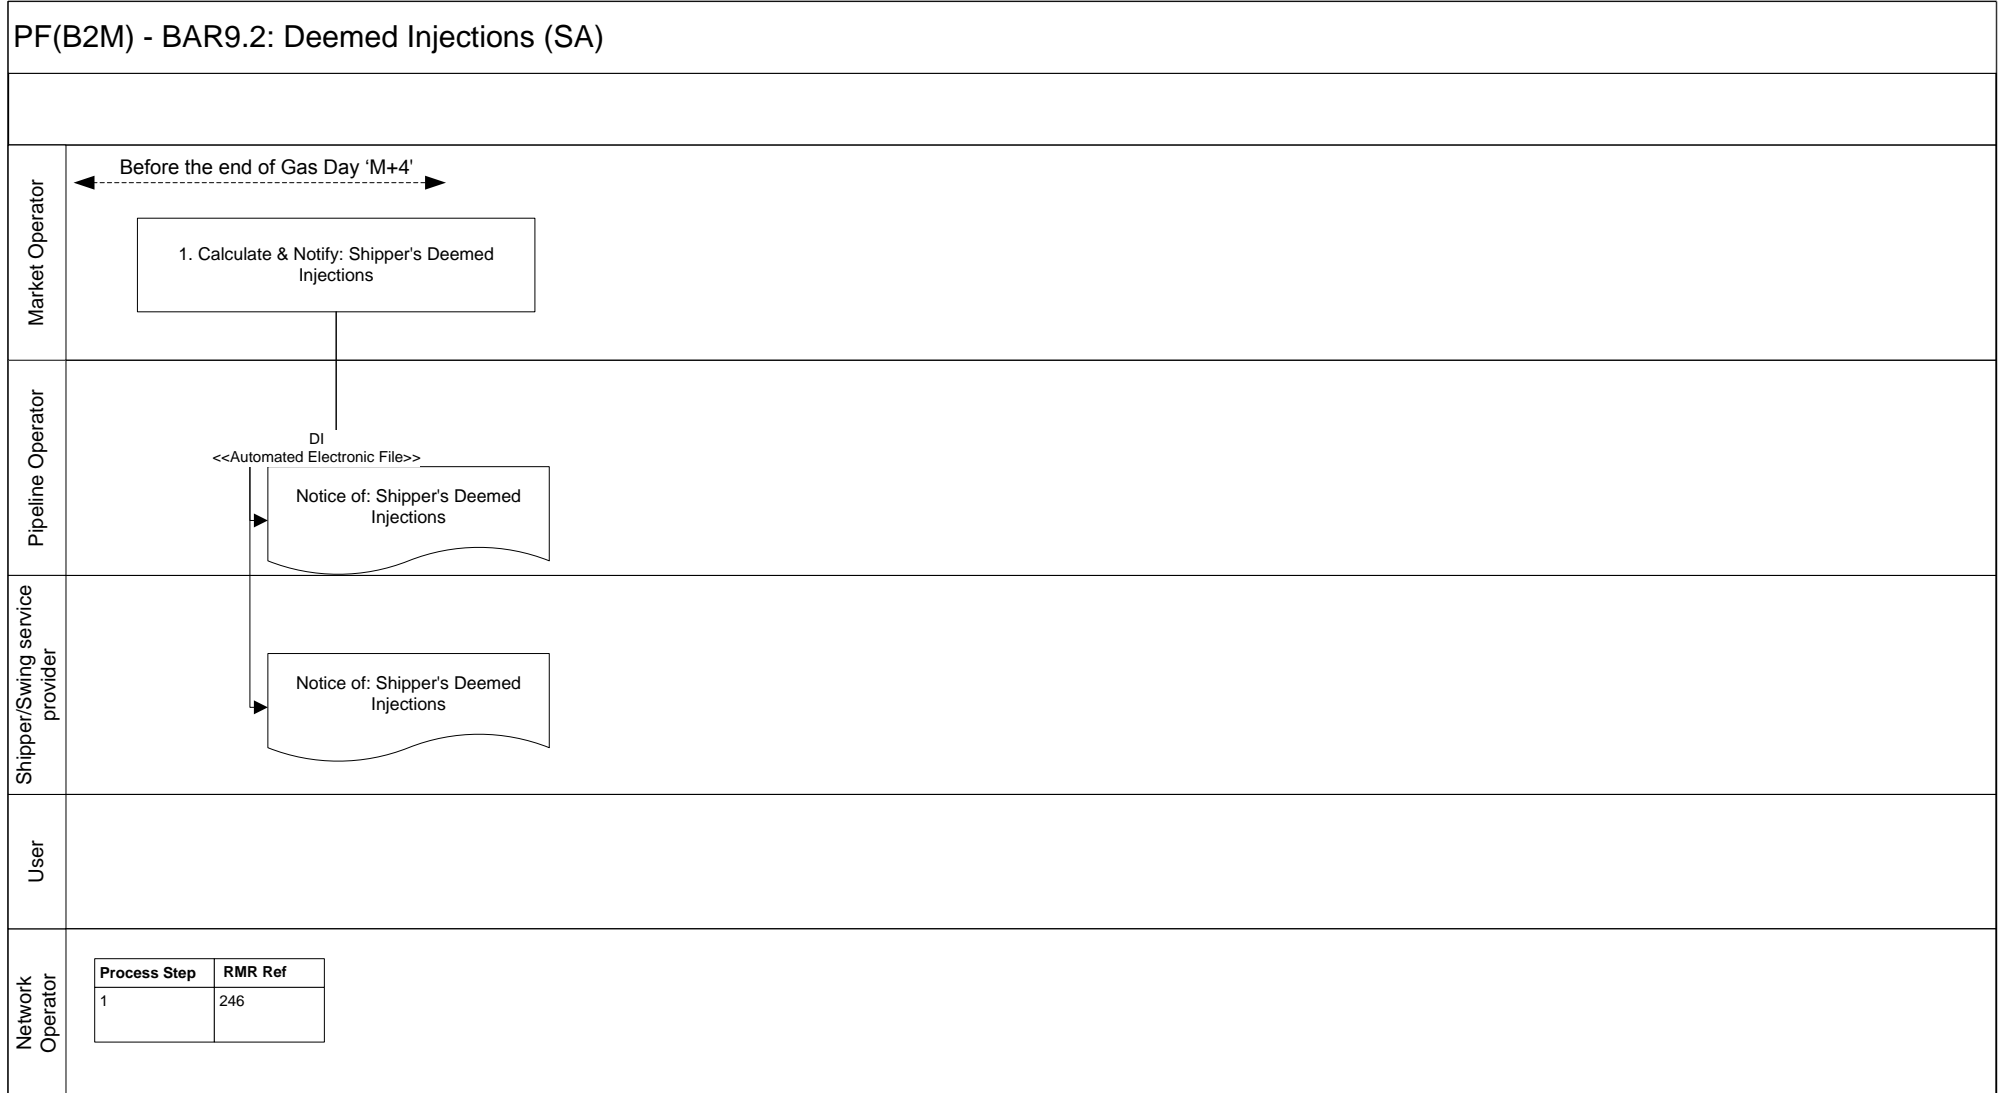 PF(B2M) - BAR9.2: Deemed Injections (SA)
Market Operator
Before the end of Gas Day ‘M+4'
1. Calculate & Notify: Shipper's Deemed
Injections
Pipeline Operator
DI
<<Automated Electronic File>>
Notice of: Shipper's Deemed
Injections
Shipper/Swing service
provider
Notice of: Shipper's Deemed
Injections
User
Network
Operator
Process Step RMR Ref
1 246